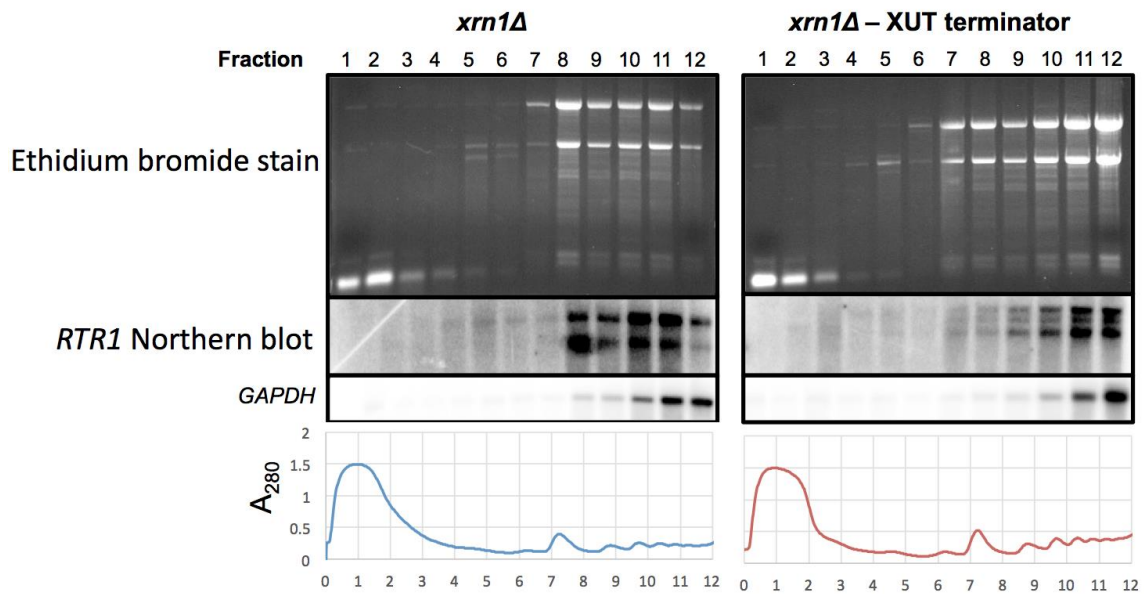 xrn1Δ
xrn1Δ – XUT terminator
Fraction 1 2 3 4 5 6 7 8 9 10 11 12
1 2 3 4 5 6 7 8 9 10 11 12
Ethidium bromide stain
RTR1 Northern blot
GAPDH
A280
2
1.5
1
0.5
0
0 1 2 3 4 5 6 7 8 9 10 11 12
0 1 2 3 4 5 6 7 8 9 10 11 12